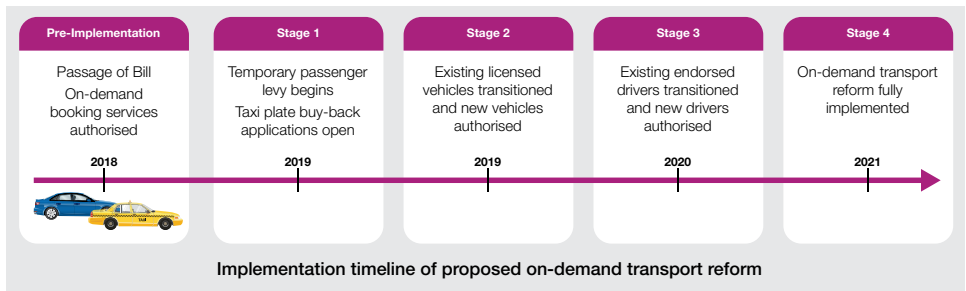 Pre-Implementation
Passage of Bill
On-demand
booking services
authorised
2018
Stage 1
Temporary passenger
levy begins
Taxi plate buy-back
applications open
2019
Stage 2
Existing licensed
vehicles transitioned
and new vehicles
authorised
2019
Stage 3
Existing endorsed
drivers transitioned
and new drivers
authorised
2020
Stage 4
On-demand transport
reform fully
implemented
2021
Implementation timeline of proposed on-demand transport reform